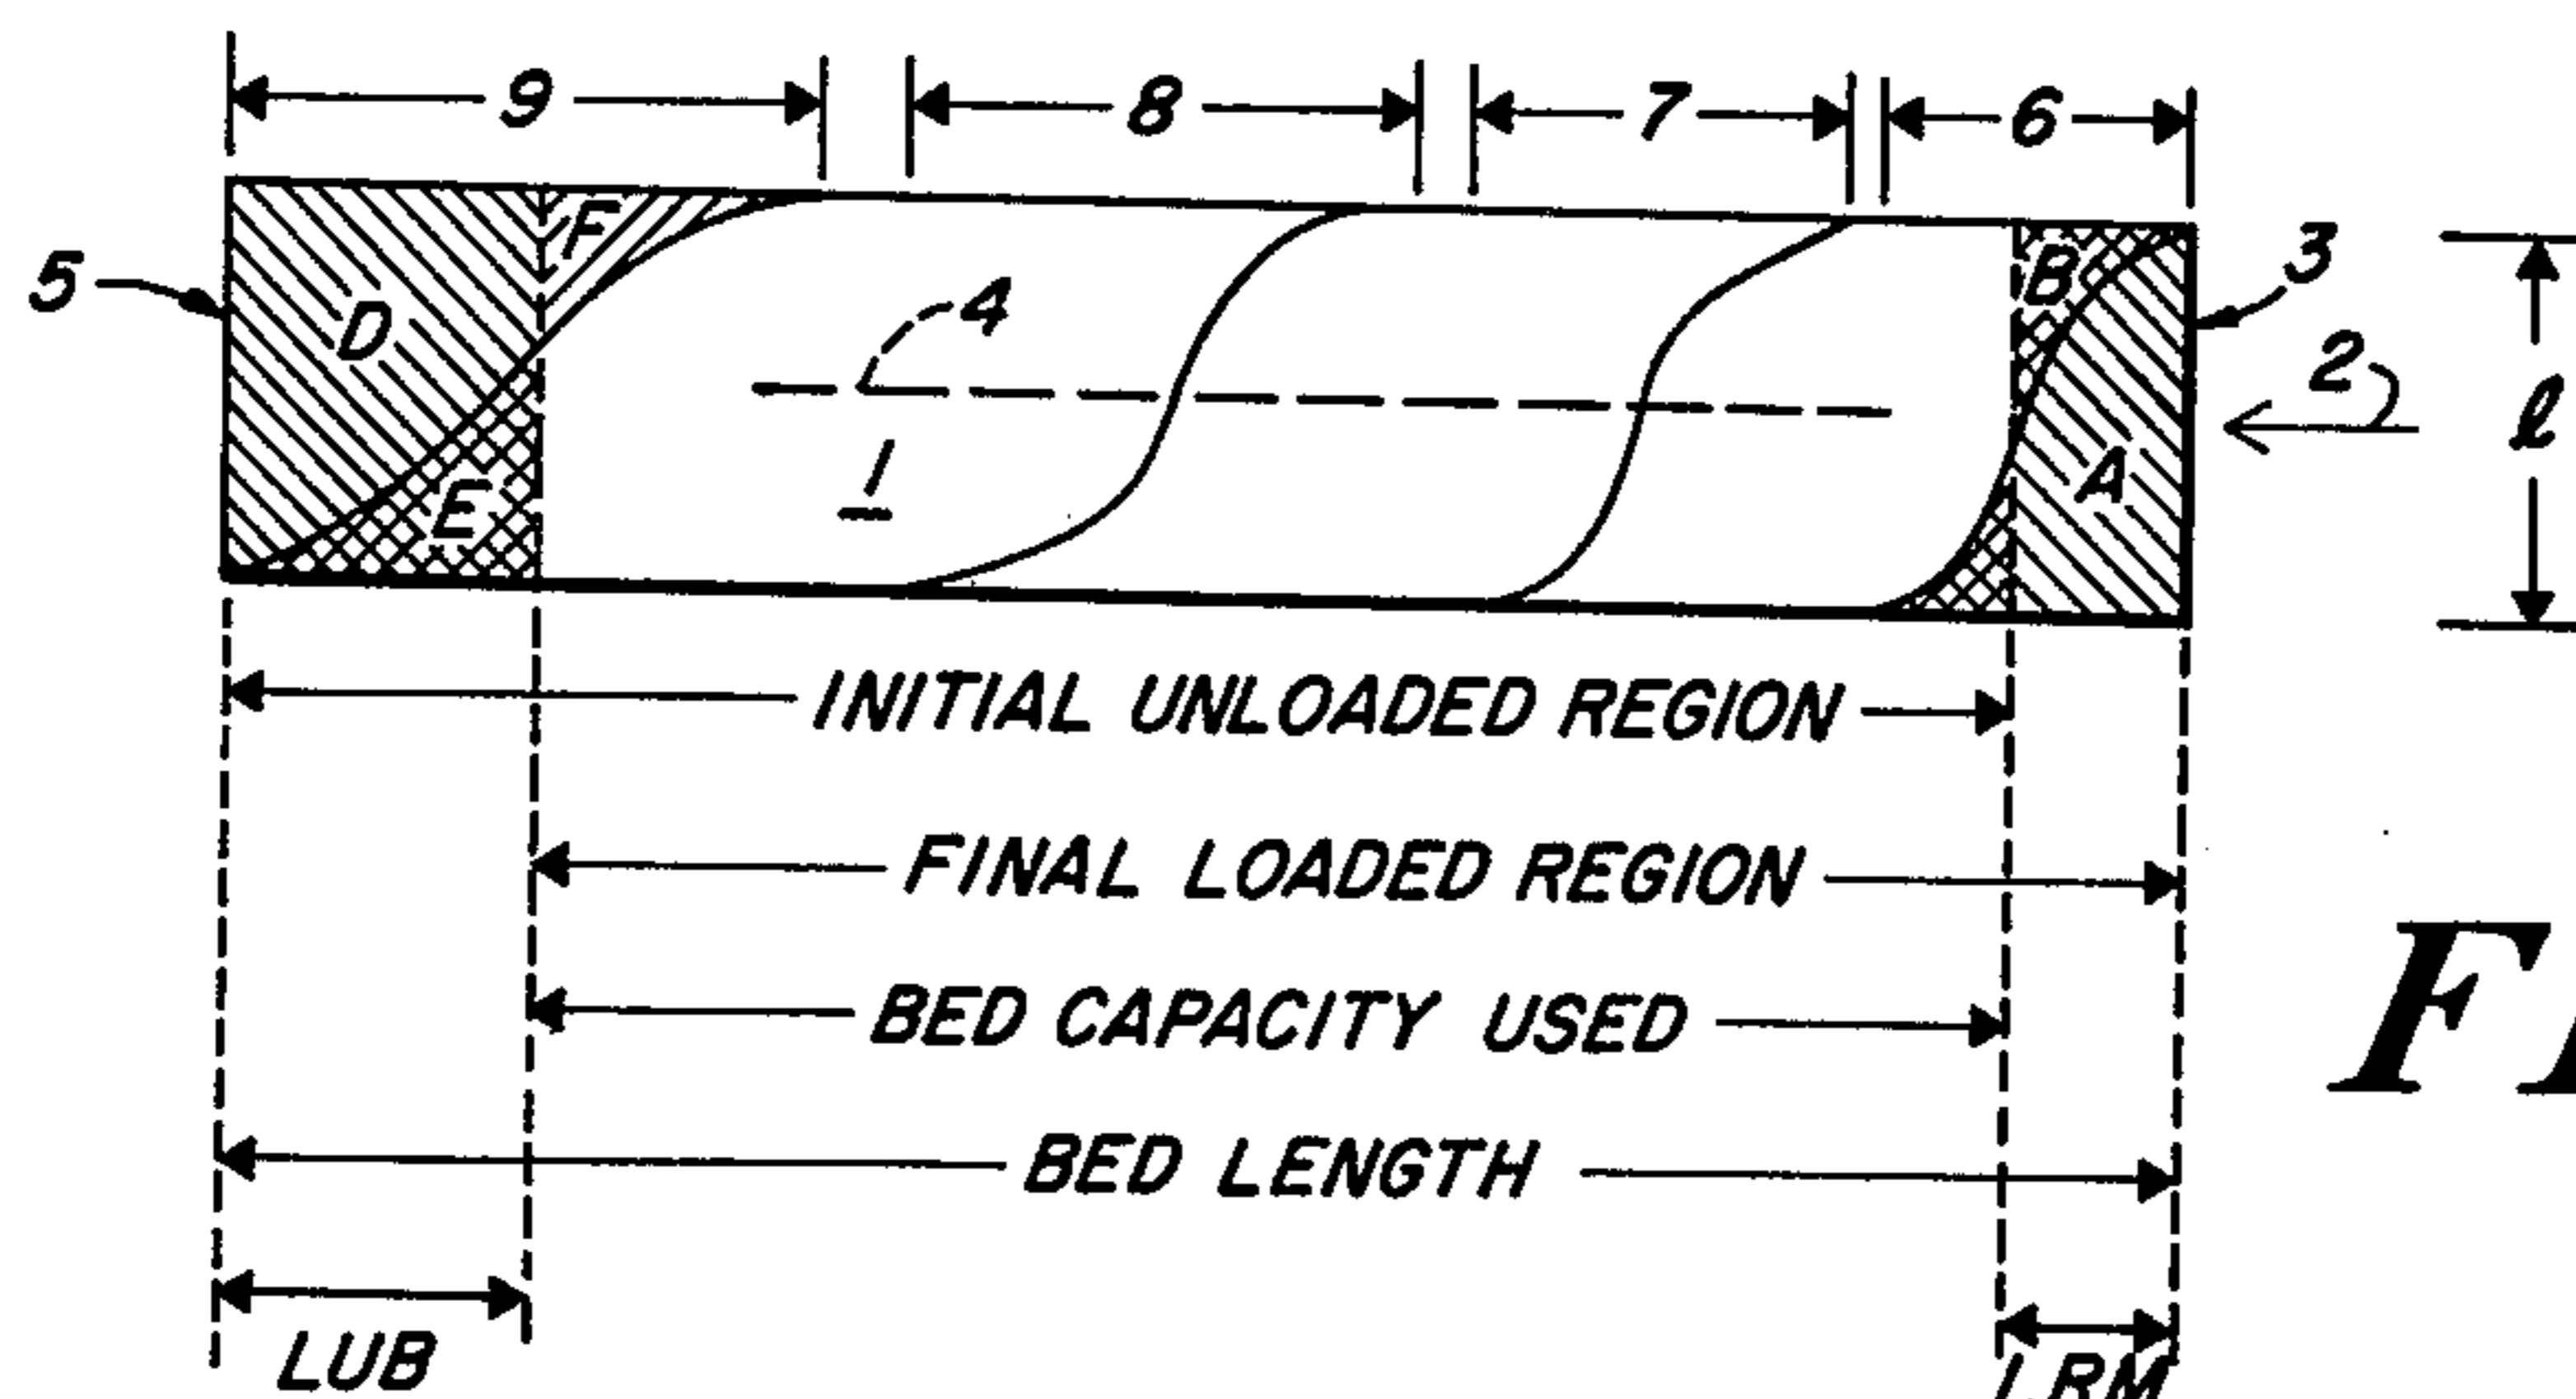 9 8 7 6
5 D F 4 B 3
2
1 E A l
INITIAL UNLOADED REGION
FINAL LOADED REGION
BED CAPACITY USED
BED LENGTH
LUB LRM